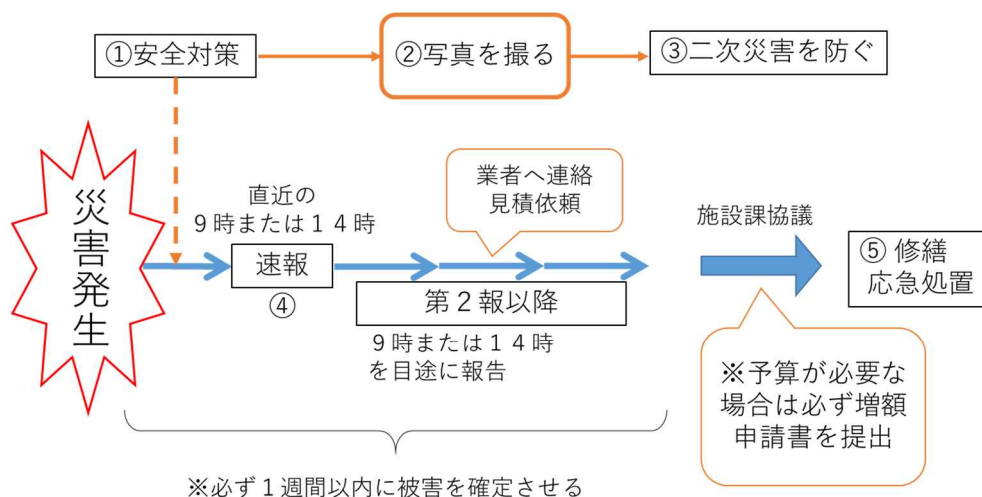 ①安全対策
②写真を撮る
③二次災害を防ぐ
災害発生
直近の
９時または１４時
速報
④
業者へ連絡
見積依頼
第２報以降
９時または１４時
を目途に報告
施設課協議
⑤ 修繕
応急処置
※予算が必要な
場合は必ず増額
申請書を提出
※必ず１週間以内に被害を確定させる